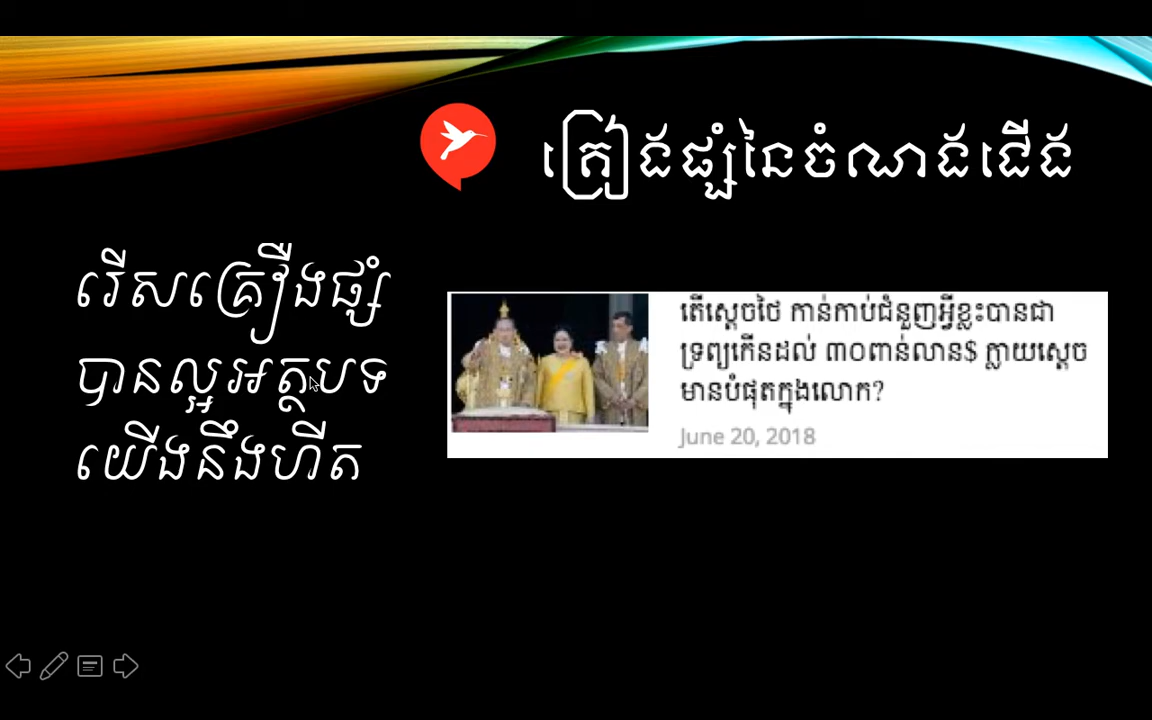 គ្រឿងផ្សំនៃចំណងជើង
រើសគ្រឿងផ្សំ
បានល្អអត្ថបទ
យើងនឹងហីត
តើស្តេចថៃ កាន់កាប់ជំនួញអ្វីខ្លះបានជា
ទ្រព្យកើនដល់ ៣០ពាន់លាន$ ក្លាយស្តេច
មានបំផុតក្នុងលោក?
June 20, 2018